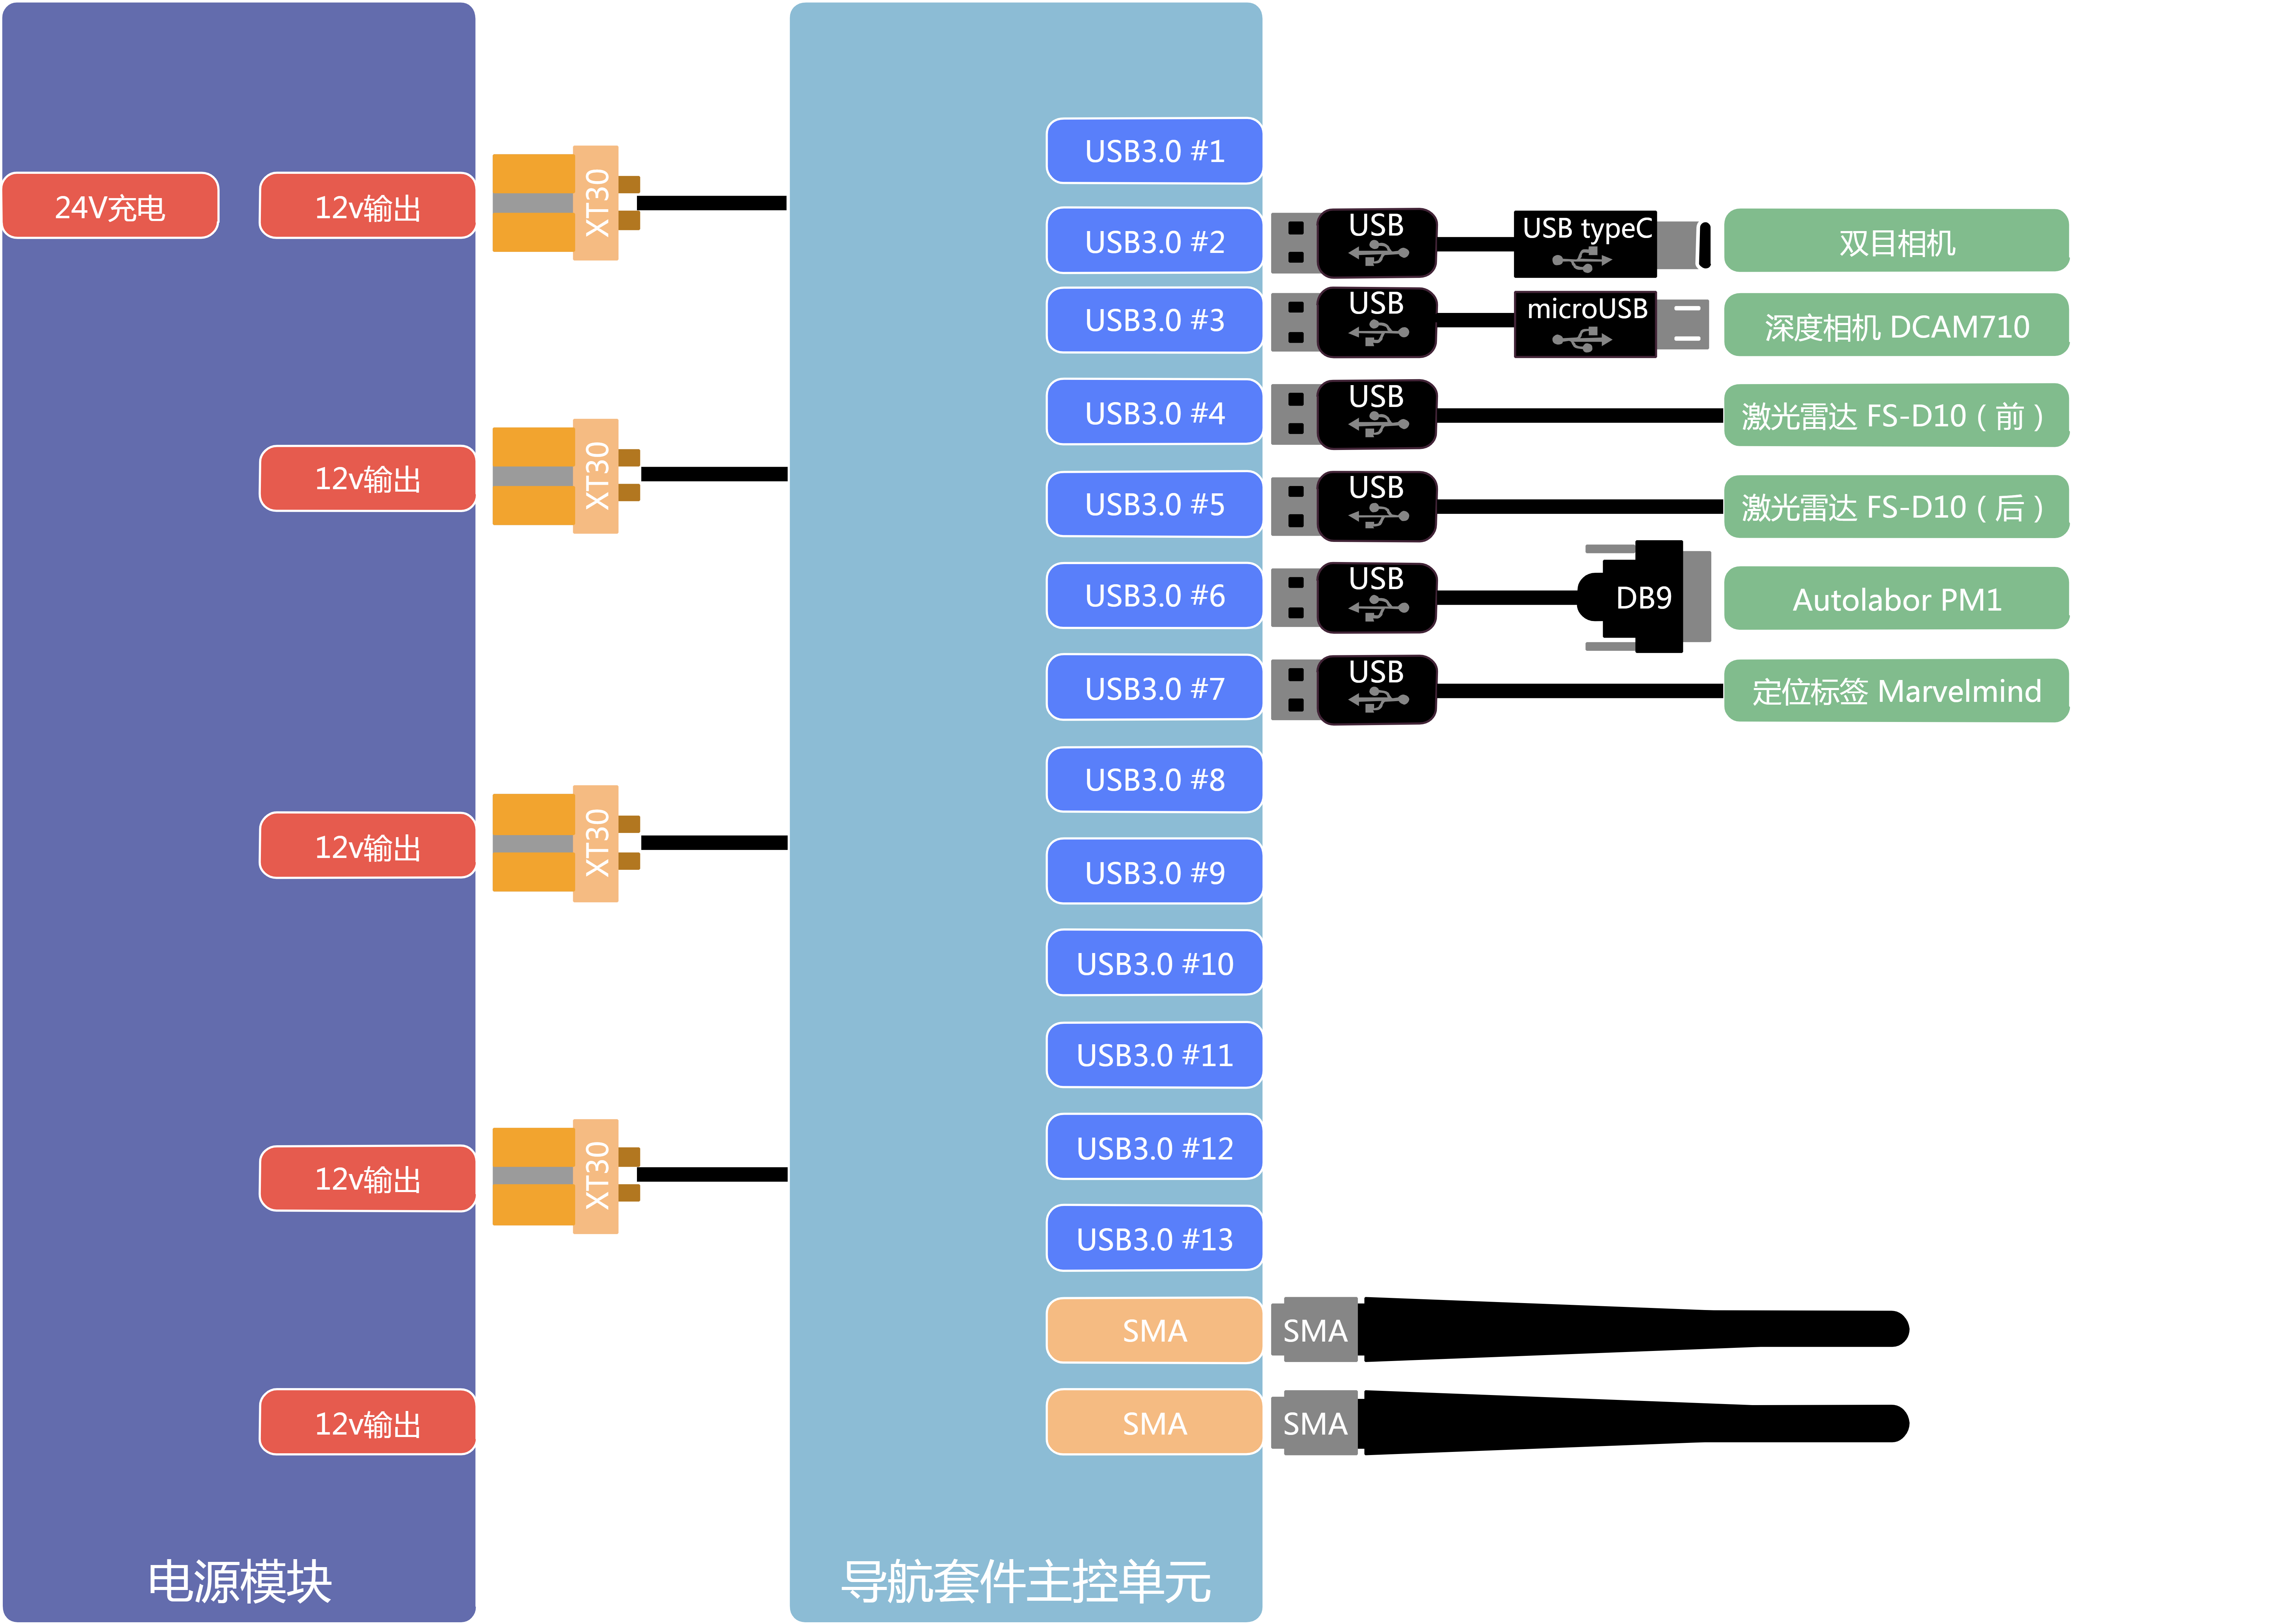 24V充电
12v输出
XT30
12v输出
XT30
12v输出
XT30
12v输出
XT30
12v输出
电源模块
USB3.0 #1
USB3.0 #2
USB
USB typeC
双目相机
USB3.0 #3
USB
microUSB
深度相机 DCAM710
USB3.0 #4
USB
激光雷达 FS-D10（前）
USB3.0 #5
USB
激光雷达 FS-D10（后）
USB3.0 #6
USB
DB9
Autolabor PM1
USB3.0 #7
USB
定位标签 Marvelmind
USB3.0 #8
USB3.0 #9
USB3.0 #10
USB3.0 #11
USB3.0 #12
USB3.0 #13
SMA
SMA
SMA
SMA
导航套件主控单元